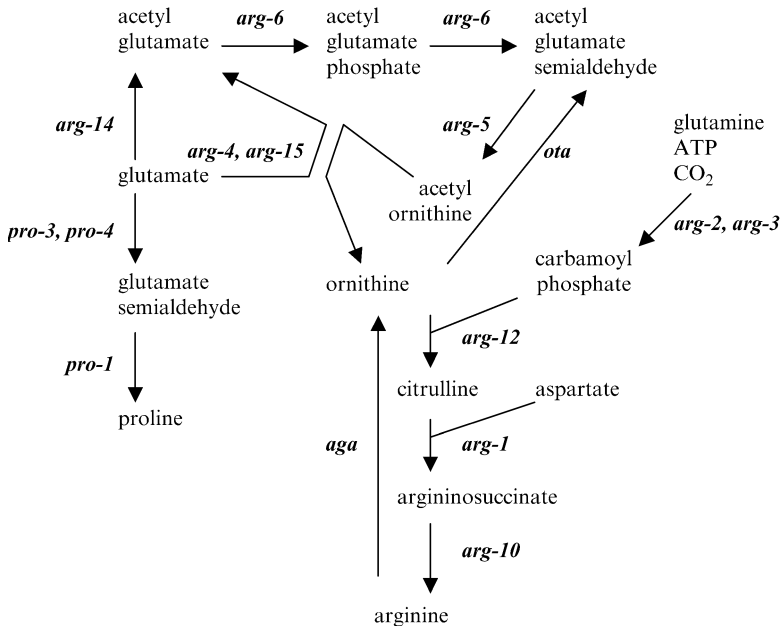 acetyl
glutamate
arg-6
acetyl
glutamate
phosphate
arg-6
acetyl
glutamate
semialdehyde
arg-14
arg-4, arg-15
arg-5
ota
glutamine
ATP
CO₂
glutamate
acetyl
ornithine
pro-3, pro-4
arg-2, arg-3
glutamate
semialdehyde
ornithine
carbamoyl
phosphate
arg-12
pro-1
citrulline
aspartate
proline
aga
arg-1
argininosuccinate
arg-10
arginine